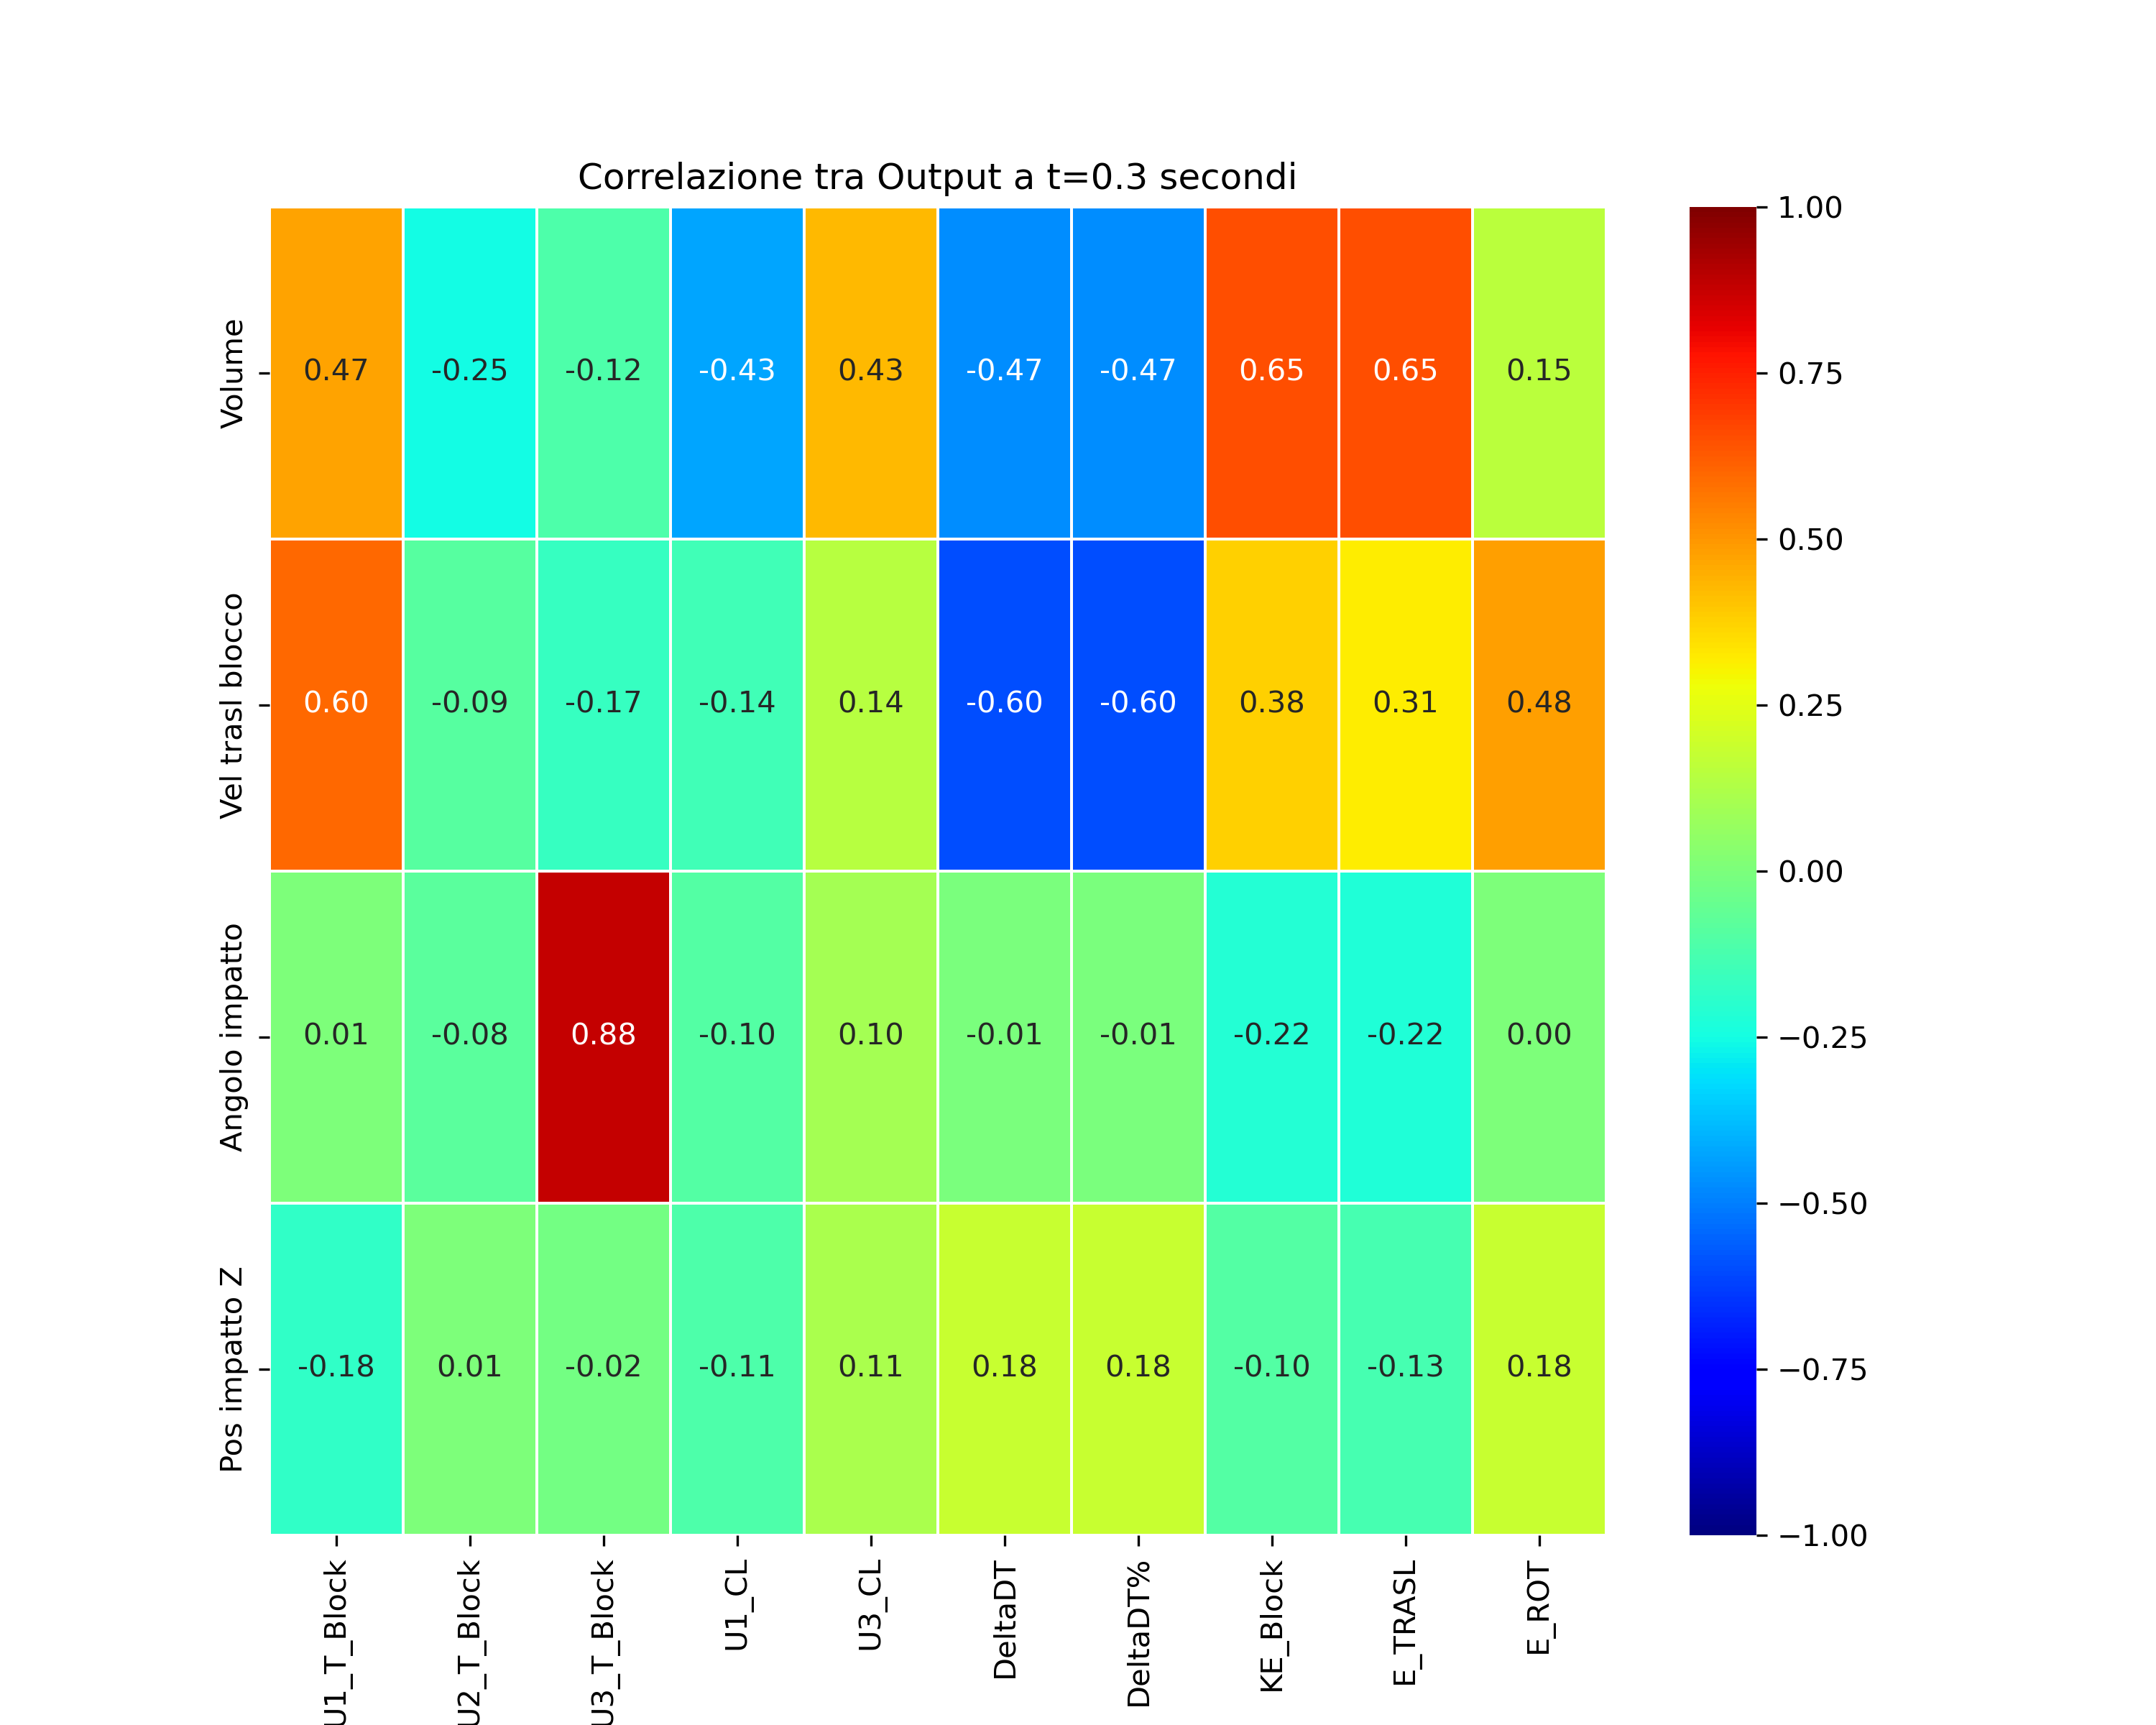 Correlazione tra Output a t=0.3 secondi
Volume 0.47 -0.25 -0.12 -0.43 0.43 -0.47 -0.47 0.65 0.65 0.15
Vel trasl blocco 0.60 -0.09 -0.17 -0.14 0.14 -0.60 -0.60 0.38 0.31 0.48
Angolo impatto 0.01 -0.08 0.88 -0.10 0.10 -0.01 -0.01 -0.22 -0.22 0.00
Pos impatto Z -0.18 0.01 -0.02 -0.11 0.11 0.18 0.18 -0.10 -0.13 0.18
U1_T_Block
U2_T_Block
U3_T_Block
U1_CL
U3_CL
DeltaDT
DeltaDT%
KE_Block
E_TRASL
E_ROT
1.00
0.75
0.50
0.25
0.00
−0.25
−0.50
−0.75
−1.00